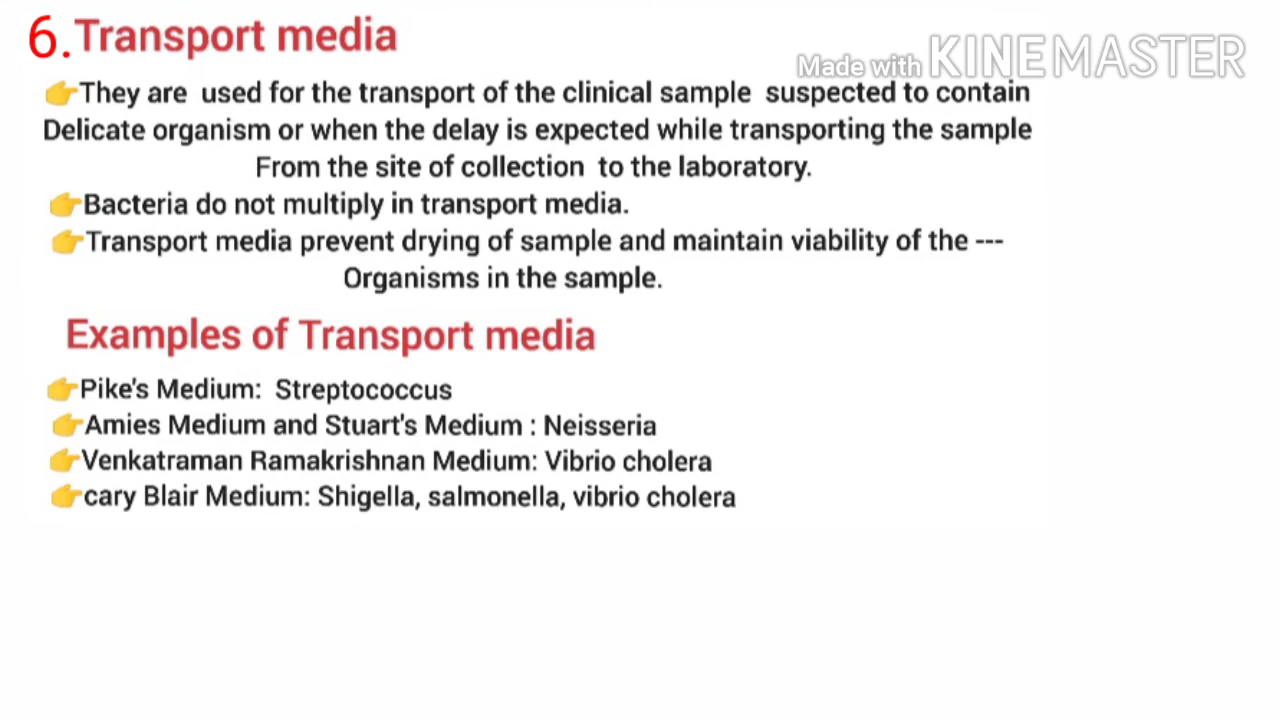 6.Transport media
Made with KINEMASTER
👉They are used for the transport of the clinical sample suspected to contain
Delicate organism or when the delay is expected while transporting the sample
From the site of collection to the laboratory.
👉Bacteria do not multiply in transport media.
👉Transport media prevent drying of sample and maintain viability of the ---
Organisms in the sample.
Examples of Transport media
👉Pike's Medium: Streptococcus
👉Amies Medium and Stuart's Medium : Neisseria
👉Venkatraman Ramakrishnan Medium: Vibrio cholera
👉cary Blair Medium: Shigella, salmonella, vibrio cholera